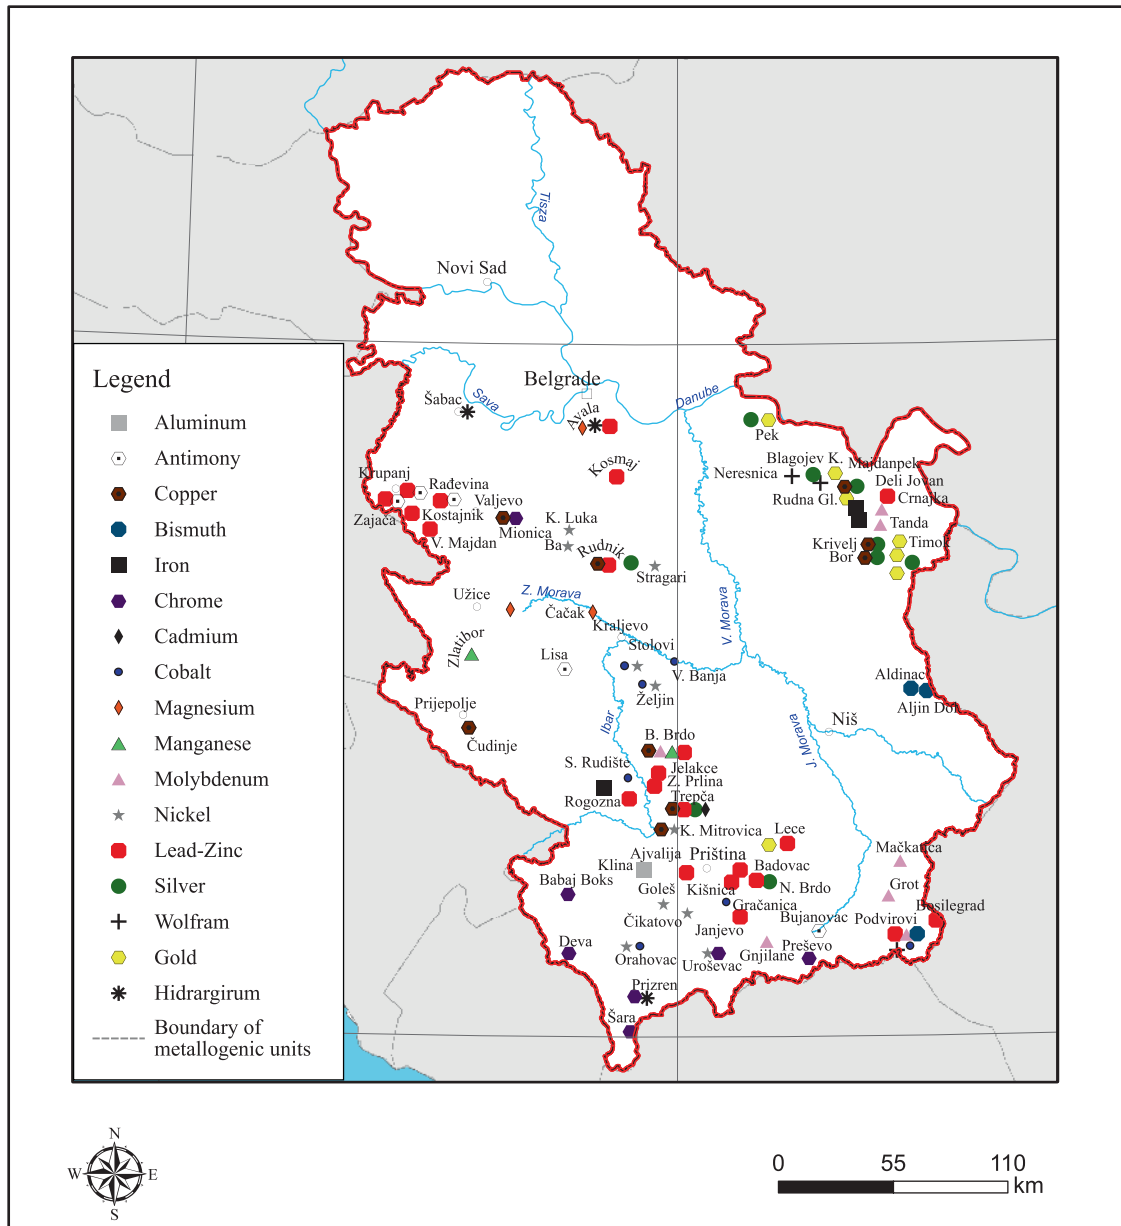 Tisza
Novi Sad
Belgrade
Sava
Danube
Šabac
Avala
Pek
Kosmaj
Blagojev K.
Majdanpek
Neresnica
Deli Jovan
Rudna Gl.
Crnajka
Krupanj
Rađevina
Zajača
Kostajnik
Valjevo
V. Majdan
Mionica
K. Luka
Ba
Tanda
Krivelj
Timok
Bor
Rudnik
Stragari
Užice
Z. Morava
V. Morava
Čačak
Kraljevo
Zlatibor
Lisa
Stolovi
V. Banja
Željin
Aldinac
Aljin Dok
Prijepolje
Čudinje
Ibar
J. Morava
Niš
B. Brdo
S. Rudište
Jelakce
Z. Prlina
Rogozna
Trepča
K. Mitrovica
Lece
Ajvalija
Klina
Priština
Badovac
Mačkatica
Babaj Boks
Goleš
Kišnica
N. Brdo
Grot
Čikatovo
Gračanica
Bujanovac
Podvirovi
Bosilegrad
Janjevo
Deva
Orahovac
Uroševac
Gnjilane
Preševo
Prizren
Šara
Legend
Aluminum
Antimony
Copper
Bismuth
Iron
Chrome
Cadmium
Cobalt
Magnesium
Manganese
Molybdenum
Nickel
Lead-Zinc
Silver
Wolfram
Gold
Hidrargirum
Boundary of
metallogenic units
N
W E
S
0 55 110
km